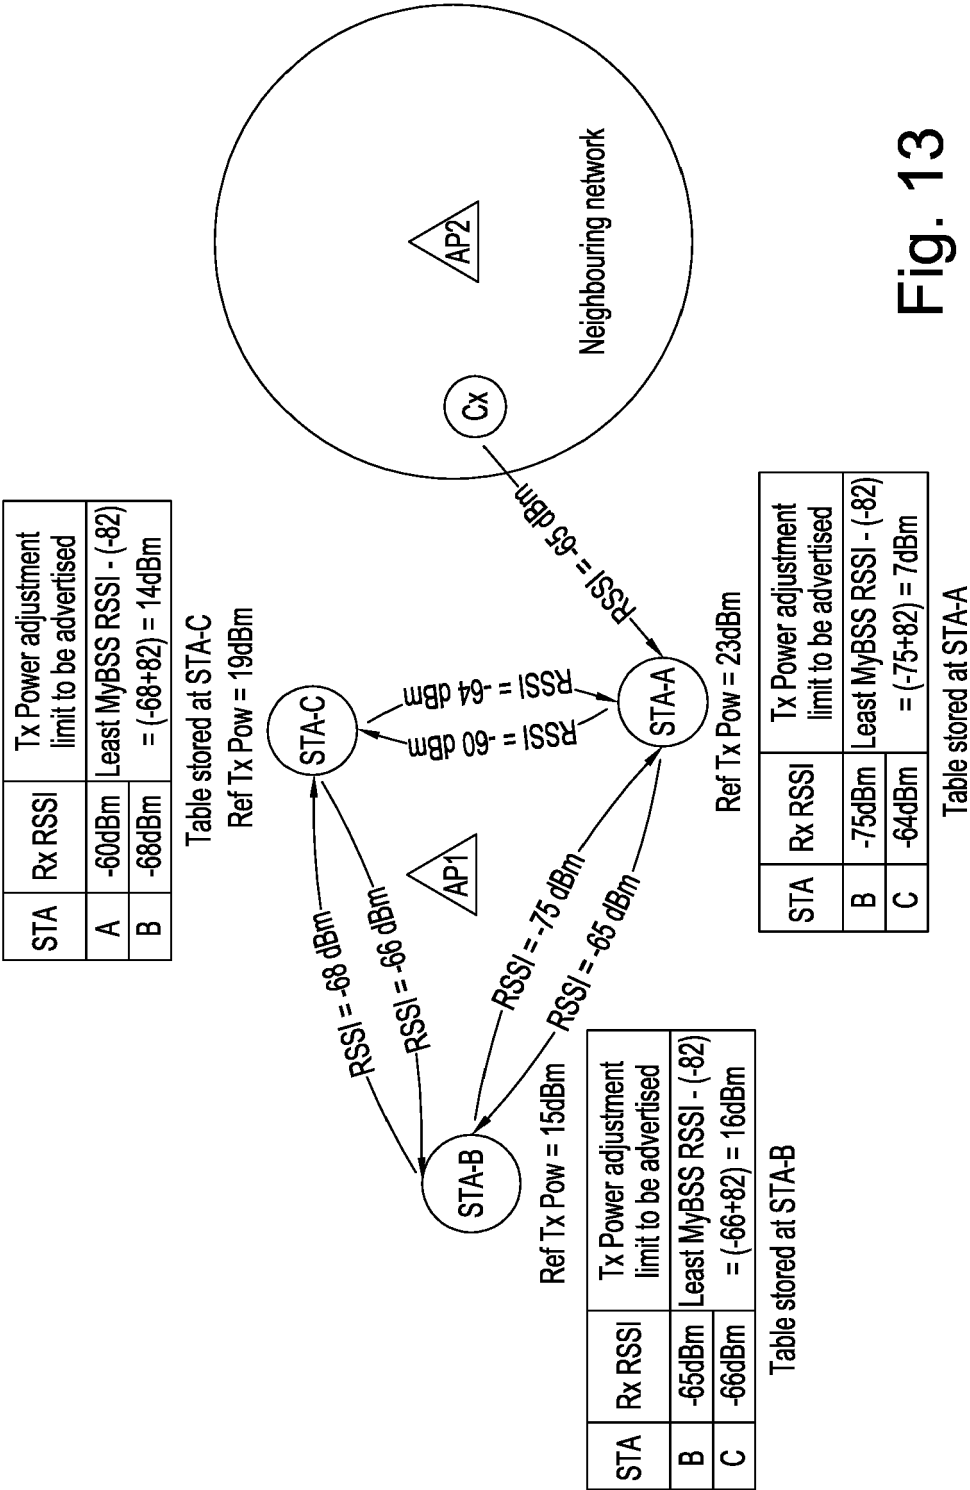 STA Rx RSSI Tx Power adjustment
limit to be advertised
A -60dBm Least MyBSS RSSI - (-82)
B -68dBm = (-68+82) = 14dBm
Table stored at STA-C
Ref Tx Pow = 19dBm
STA-C
RSSI = -68 dBm
RSSI = -66 dBm
AP1
RSSI = -60 dBm
RSSI = -64 dBm
STA-B
Ref Tx Pow = 15dBm
RSSI = -75 dBm
RSSI = -65 dBm
STA-A
Ref Tx Pow = 23dBm
RSSI = -65 dBm
Cx
AP2
Neighbouring network
STA Rx RSSI Tx Power adjustment
limit to be advertised
B -65dBm Least MyBSS RSSI - (-82)
C -66dBm = (-66+82) = 16dBm
Table stored at STA-B
STA Rx RSSI Tx Power adjustment
limit to be advertised
B -75dBm Least MyBSS RSSI - (-82)
C -64dBm = (-75+82) = 7dBm
Table stored at STA-A
Fig. 13